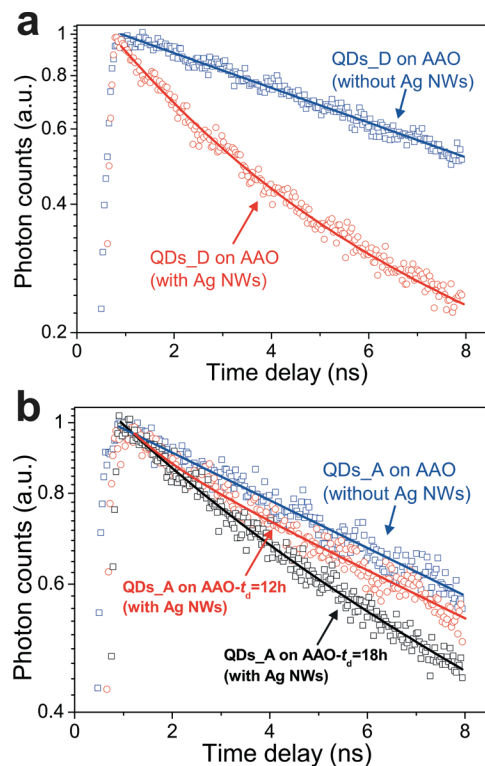 a
1
0.8
0.6
0.4
0.2
Photon counts (a.u.)
QDs_D on AAO
(without Ag NWs)
QDs_D on AAO
(with Ag NWs)
0
2
4
6
8
Time delay (ns)
b
1
0.8
0.6
0.4
Photon counts (a.u.)
QDs_A on AAO
(without Ag NWs)
QDs_A on AAO-td=12h
(with Ag NWs)
QDs_A on AAO-td=18h
(with Ag NWs)
0
2
4
6
8
Time delay (ns)